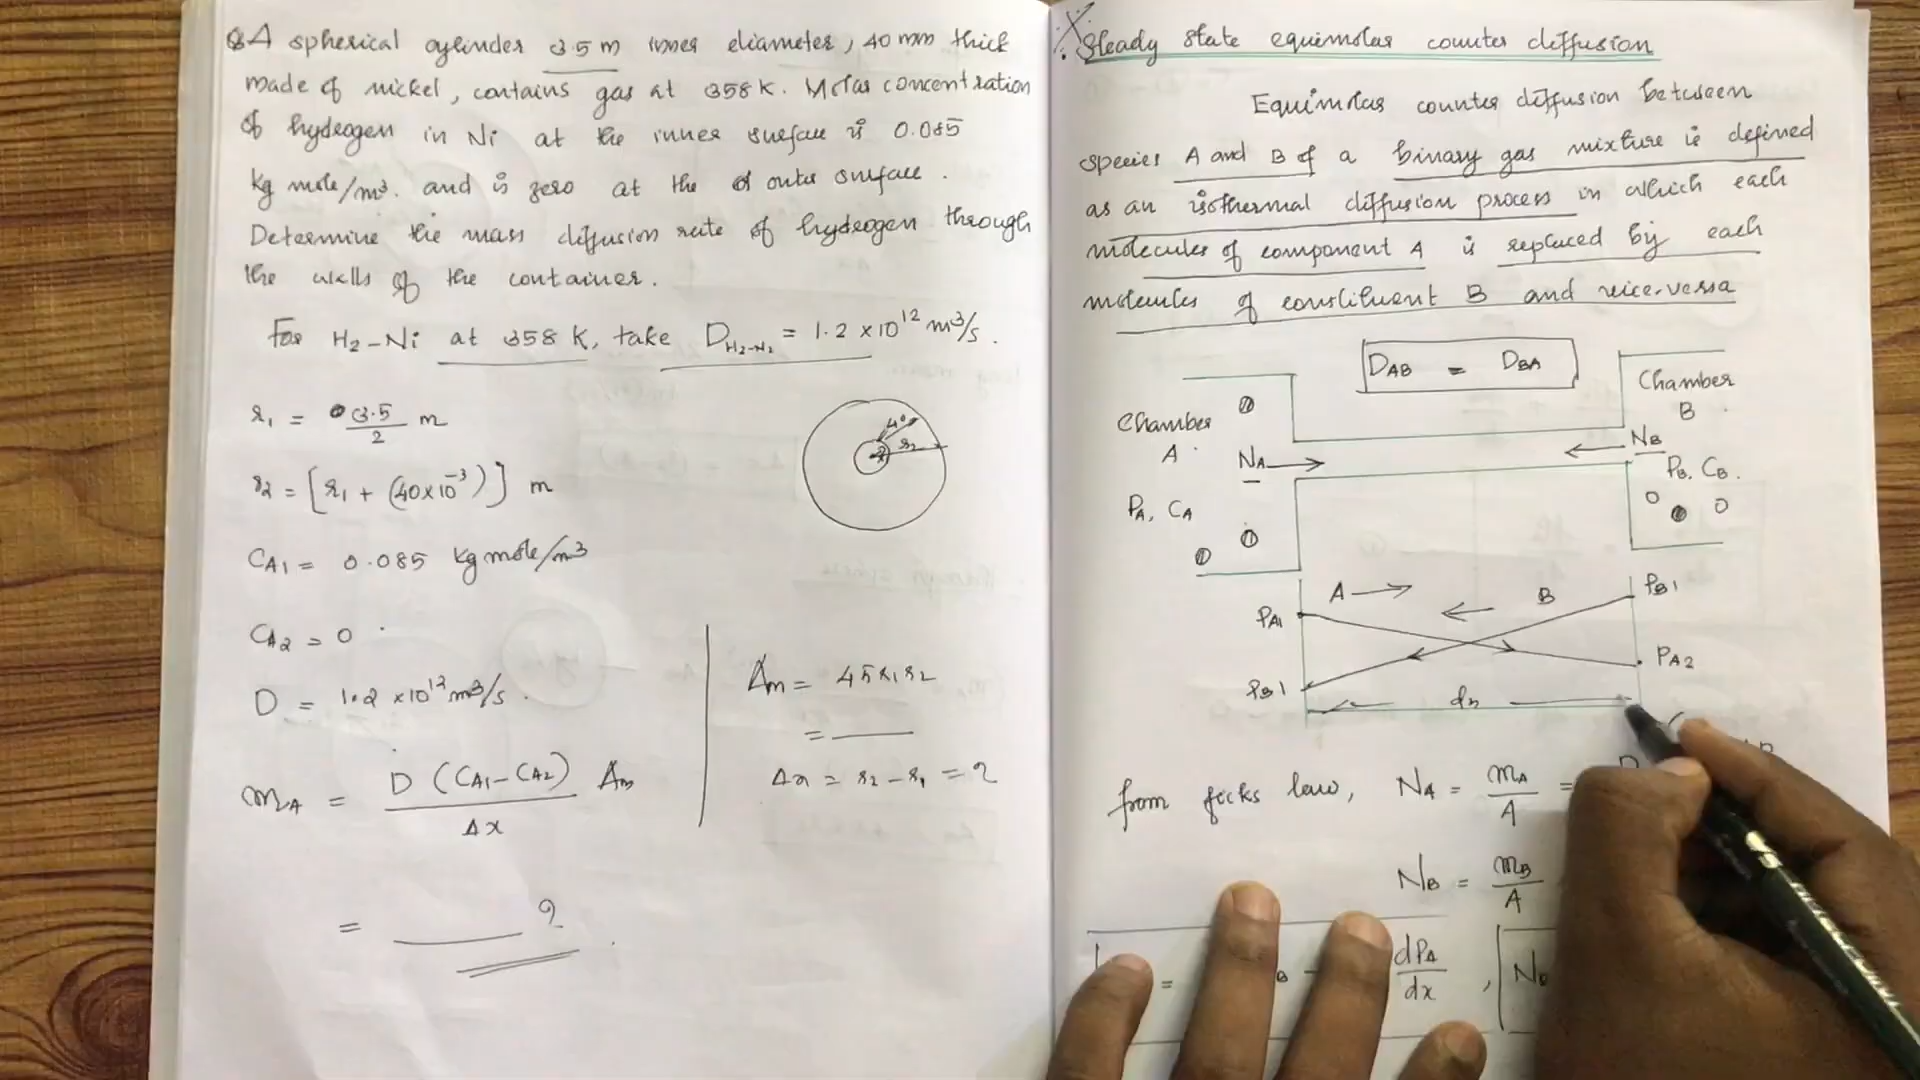 Q A spherical cylinder 3.5 m inner diameter, 40 mm thick
made of nickel, contains gas at 358 K. Molar concentration
of hydrogen in Ni at the inner surface is 0.085
kg mole/m³. and is zero at the outer surface.
Determine the mass diffusion rate of hydrogen through
the walls of the container.
For H2-Ni at 358 K, take D_H2-N2 = 1.2 × 10¹² m³/s.
r1 = 3.5/2 m
r2 = [r1 + (40×10⁻³)] m
40
r2
CA1 = 0.085 kg mole/m³
CA2 = 0
D = 1.2 × 10¹² m³/s.
mA = D (CA1 - CA2) / Δx Am
= ?
Am = 4πr1r2
=
Δx = r2 - r1 = ?
Steady state equimolar counter diffusion
Equimolar counter diffusion between
species A and B of a binary gas mixture is defined
as an isothermal diffusion process in which each
molecules of component A is replaced by each
molecules of constituent B and vice-versa
DAB = DBA
Chamber A
Chamber B
NA
NB
PA, CA
PB, CB.
A
B
PA1
PB1
PA2
PB1
dx
from ficks law, NA = mA/A =
NB = mB/A
= dPA/dx , NB